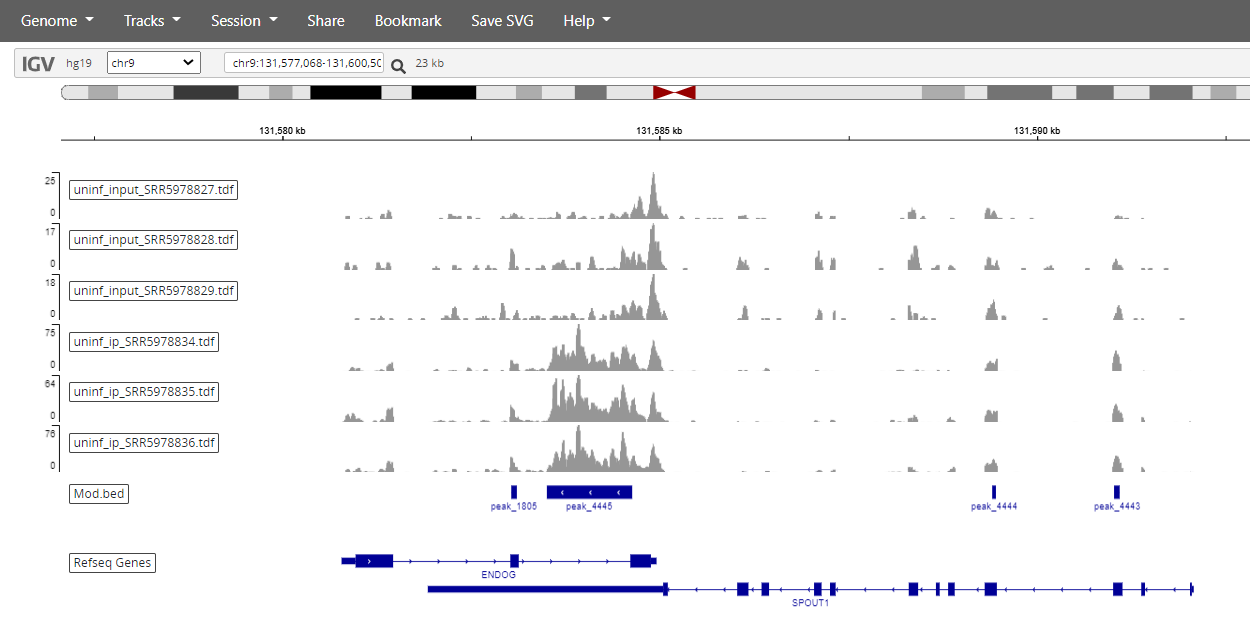 Genome Tracks Session Share Bookmark Save SVG Help
IGV hg19 chr9 chr9:131,577,068-131,600,50 23 kb
131,580 kb 131,585 kb 131,590 kb
25
uninf_input_SRR5978827.tdf
0
17
uninf_input_SRR5978828.tdf
0
18
uninf_input_SRR5978829.tdf
0
75
uninf_ip_SRR5978834.tdf
0
64
uninf_ip_SRR5978835.tdf
0
76
uninf_ip_SRR5978836.tdf
0
Mod.bed
peak_1805 peak_4445 peak_4444 peak_4443
Refseq Genes
ENDOG
SPOUT1